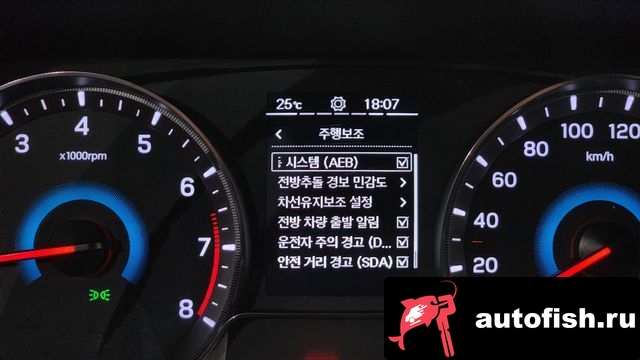 25℃ 18:07
주행보조
시스템 (AEB)
전방추돌 경보 민감도
차선유지보조 설정
전방 차량 출발 알림
운전자 주의 경고 (D...
안전 거리 경고 (SDA)
3 4 5 6 7 8
x1000rpm
20 40 60 80 100 120
km/h
autofish.ru